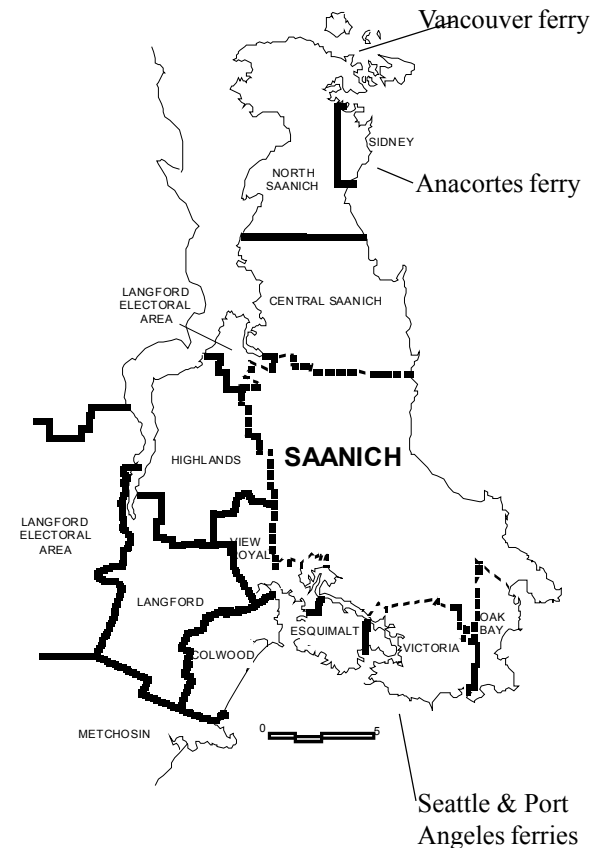 Vancouver ferry
SIDNEY
NORTH
SAANICH
Anacortes ferry
LANGFORD
ELECTORAL
AREA
CENTRAL SAANICH
HIGHLANDS
SAANICH
LANGFORD
ELECTORAL
AREA
VIEW
ROYAL
LANGFORD
OAK
BAY
ESQUIMALT
VICTORIA
COLWOOD
METCHOSIN
0 5
Seattle & Port
Angeles ferries